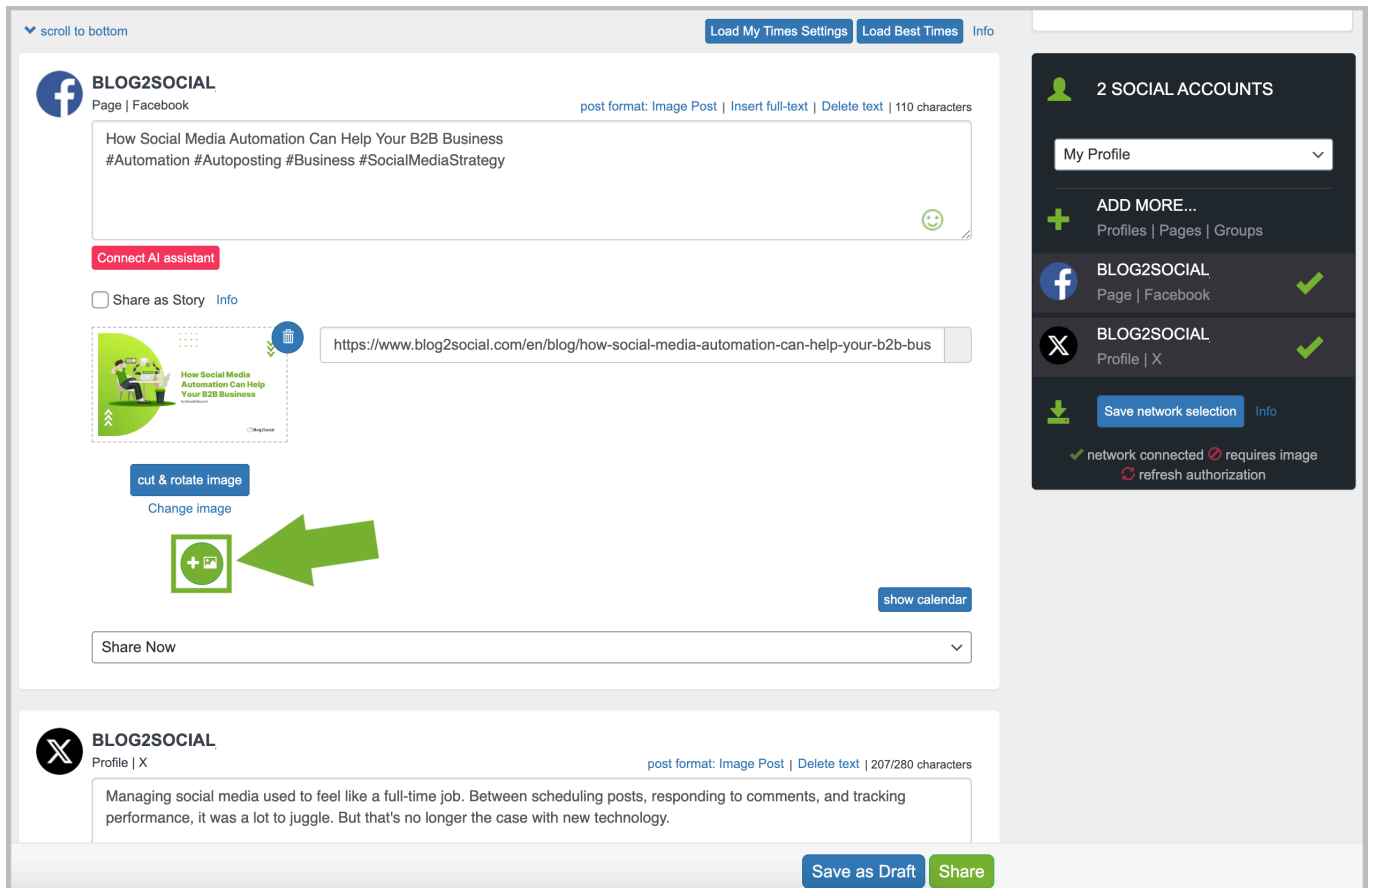 scroll to bottom
Load My Times Settings
Load Best Times
Info
BLOG2SOCIAL
Page | Facebook
post format: Image Post | Insert full-text | Delete text | 110 characters
How Social Media Automation Can Help Your B2B Business
#Automation #Autoposting #Business #SocialMediaStrategy
Connect AI assistant
Share as Story Info
How Social Media
Automation Can Help
Your B2B Business
Blog2Social
https://www.blog2social.com/en/blog/how-social-media-automation-can-help-your-b2b-bus
cut & rotate image
Change image
show calendar
Share Now
BLOG2SOCIAL
Profile | X
post format: Image Post | Delete text | 207/280 characters
Managing social media used to feel like a full-time job. Between scheduling posts, responding to comments, and tracking
performance, it was a lot to juggle. But that's no longer the case with new technology.
Save as Draft
Share
2 SOCIAL ACCOUNTS
My Profile
ADD MORE...
Profiles | Pages | Groups
BLOG2SOCIAL
Page | Facebook
BLOG2SOCIAL
Profile | X
Save network selection
Info
network connected requires image
refresh authorization